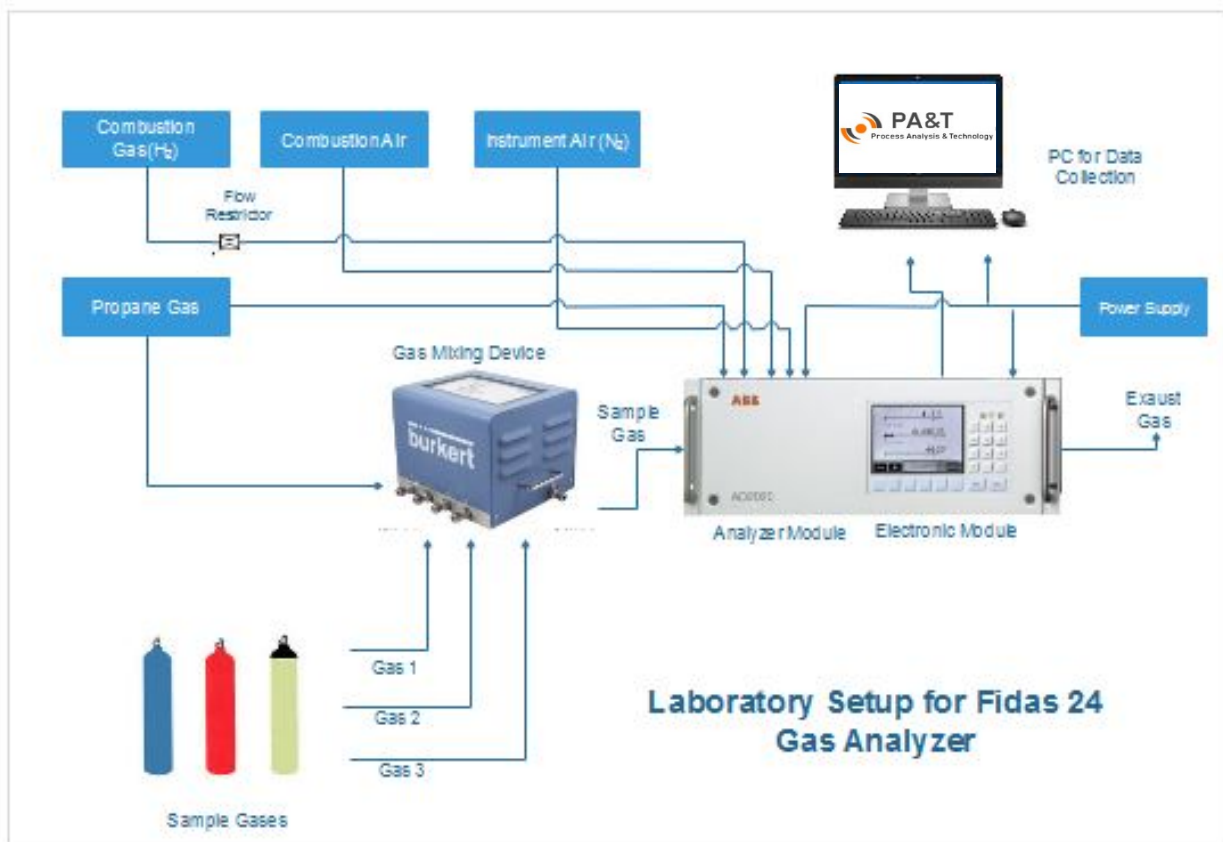 Combustion
Gas (H₂)
Combustion Air
Instrument Air (N₂)
PA&T
Process Analysis & Technology
PC for Data
Collection
Flow
Restrictor
Propane Gas
Power Supply
Gas Mixing Device
bürkert
Sample
Gas
ABB
Exaust
Gas
Analyzer Module
Electronic Module
Gas 1
Gas 2
Gas 3
Sample Gases
Laboratory Setup for Fidas 24
Gas Analyzer